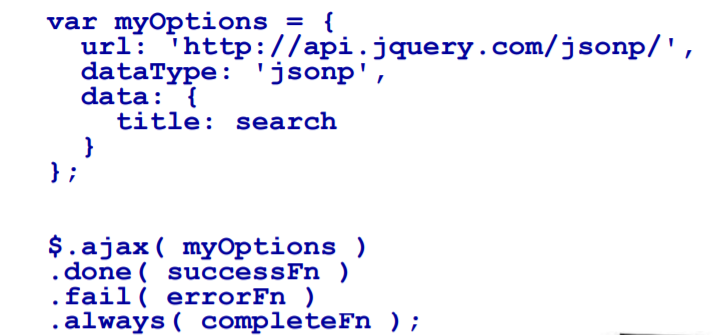 var myOptions = {
  url: 'http://api.jquery.com/jsonp/',
  dataType: 'jsonp',
  data: {
    title: search
  }
};
$.ajax( myOptions )
.done( successFn )
.fail( errorFn )
.always( completeFn );